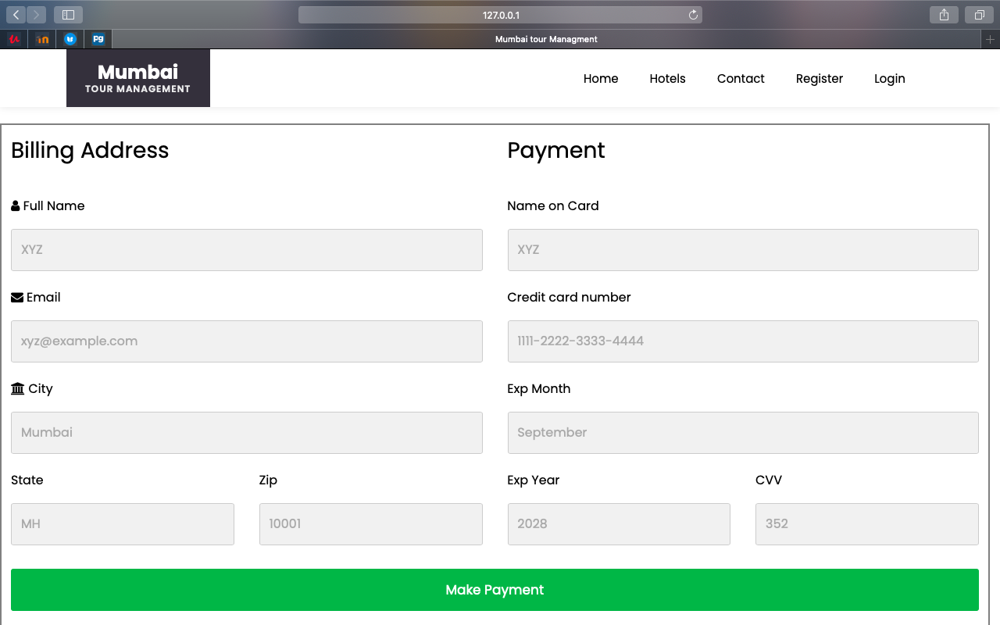 127.0.0.1
in
pg
Mumbai tour Managment
Mumbai
TOUR MANAGEMENT
Home Hotels Contact Register Login
Billing Address
Payment
Full Name
Name on Card
XYZ
XYZ
Email
Credit card number
xyz@example.com
1111-2222-3333-4444
City
Exp Month
Mumbai
September
State
Zip
Exp Year
CVV
MH
10001
2028
352
Make Payment